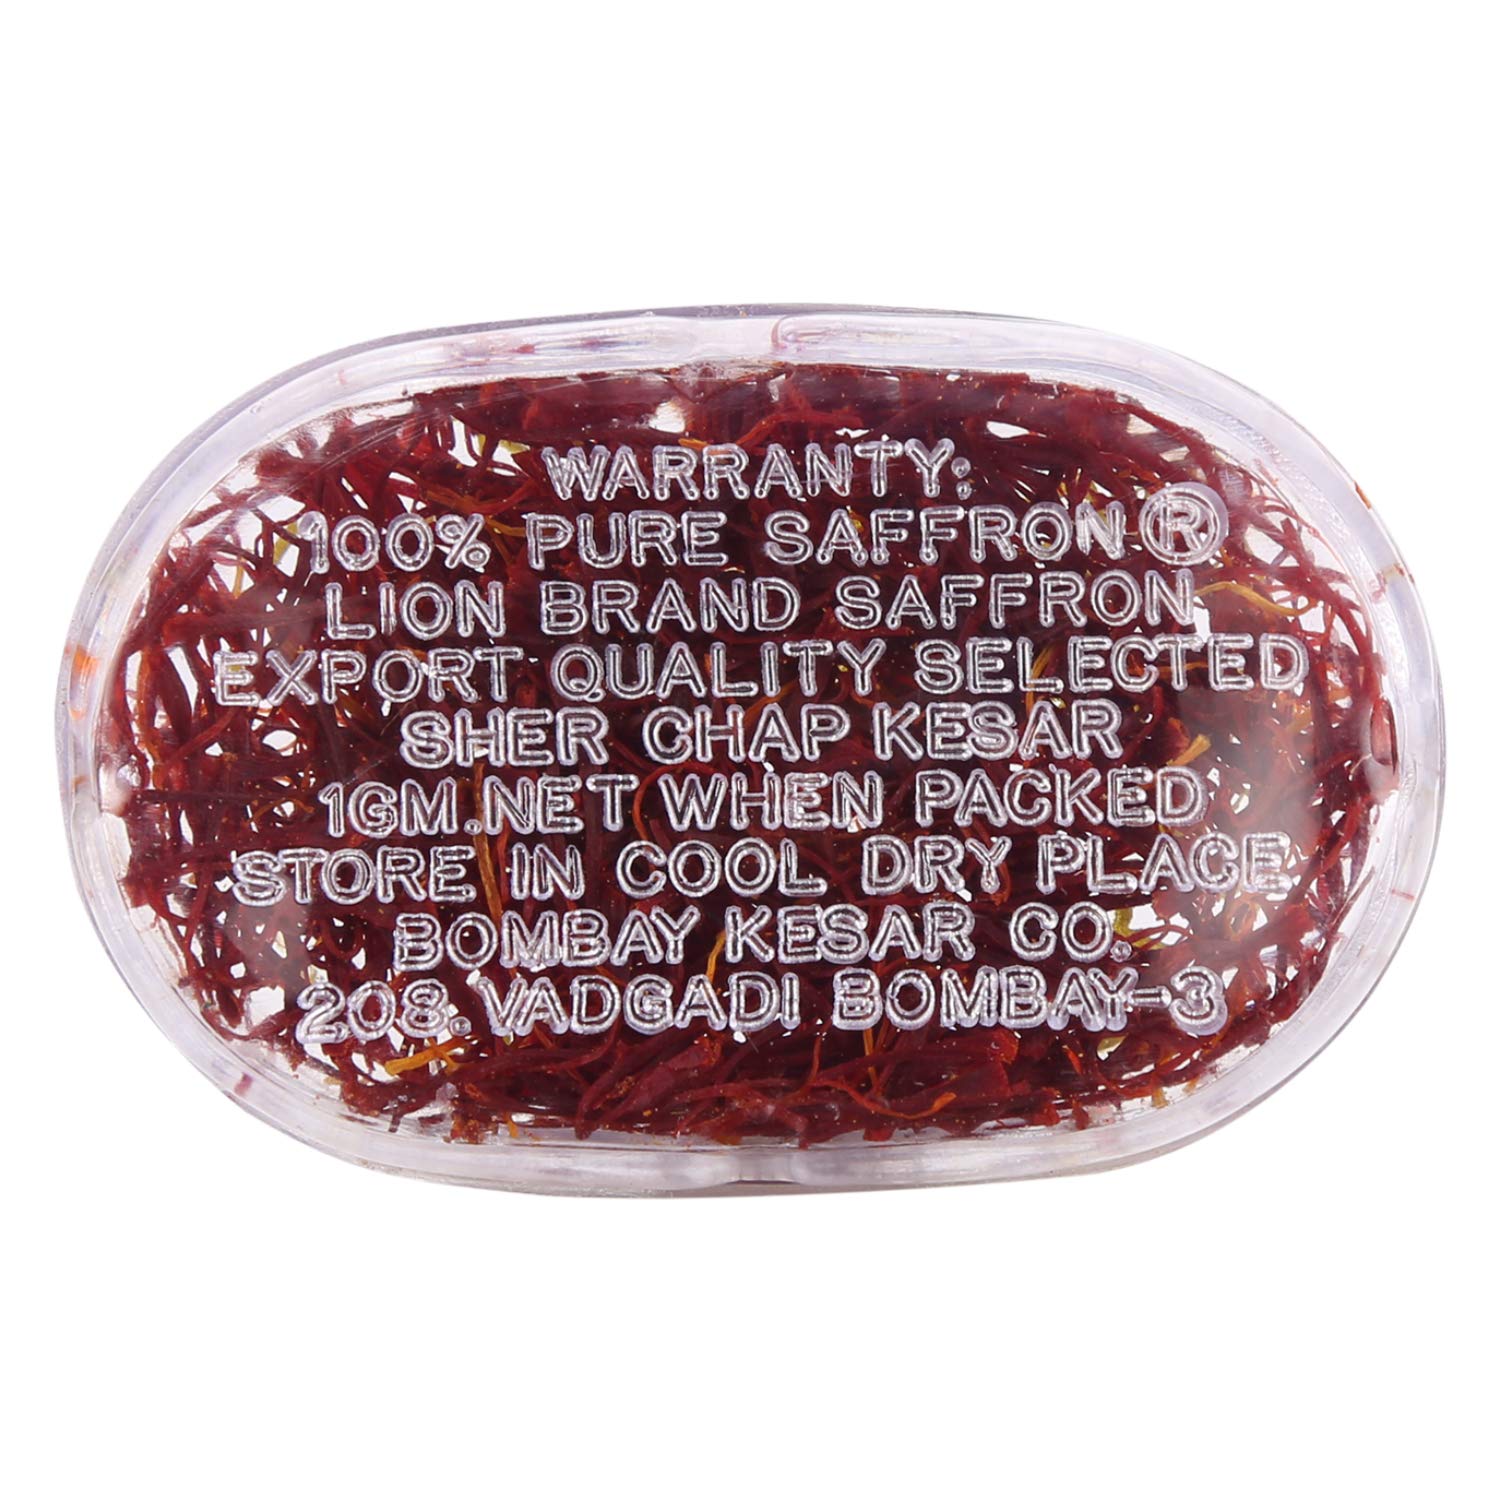 WARRANTY:
100% PURE SAFFRON ®
LION BRAND SAFFRON
EXPORT QUALITY SELECTED
SHER CHAP KESAR
1GM.NET WHEN PACKED
STORE IN COOL DRY PLACE
BOMBAY KESAR CO.
208. VADGADI BOMBAY-3